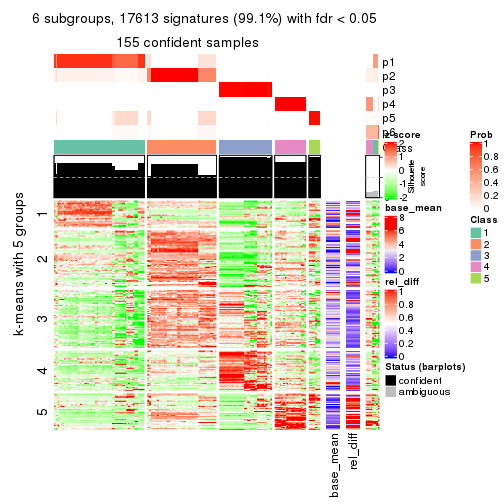 6 subgroups, 17613 signatures (99.1%) with fdr < 0.05
155 confident samples
p1
p2
p3
p4
p5
p6
Class
z-score
2
1
0
-1
-2
Silhouette
score
Prob
1
0.8
0.6
0.4
0.2
0
Class
1
2
3
4
5
base_mean
8
6
4
2
0
rel_diff
1
0.8
0.6
0.4
0.2
0
Status (barplots)
confident
ambiguous
k-means with 5 groups
1
2
3
4
5
base_mean
rel_diff